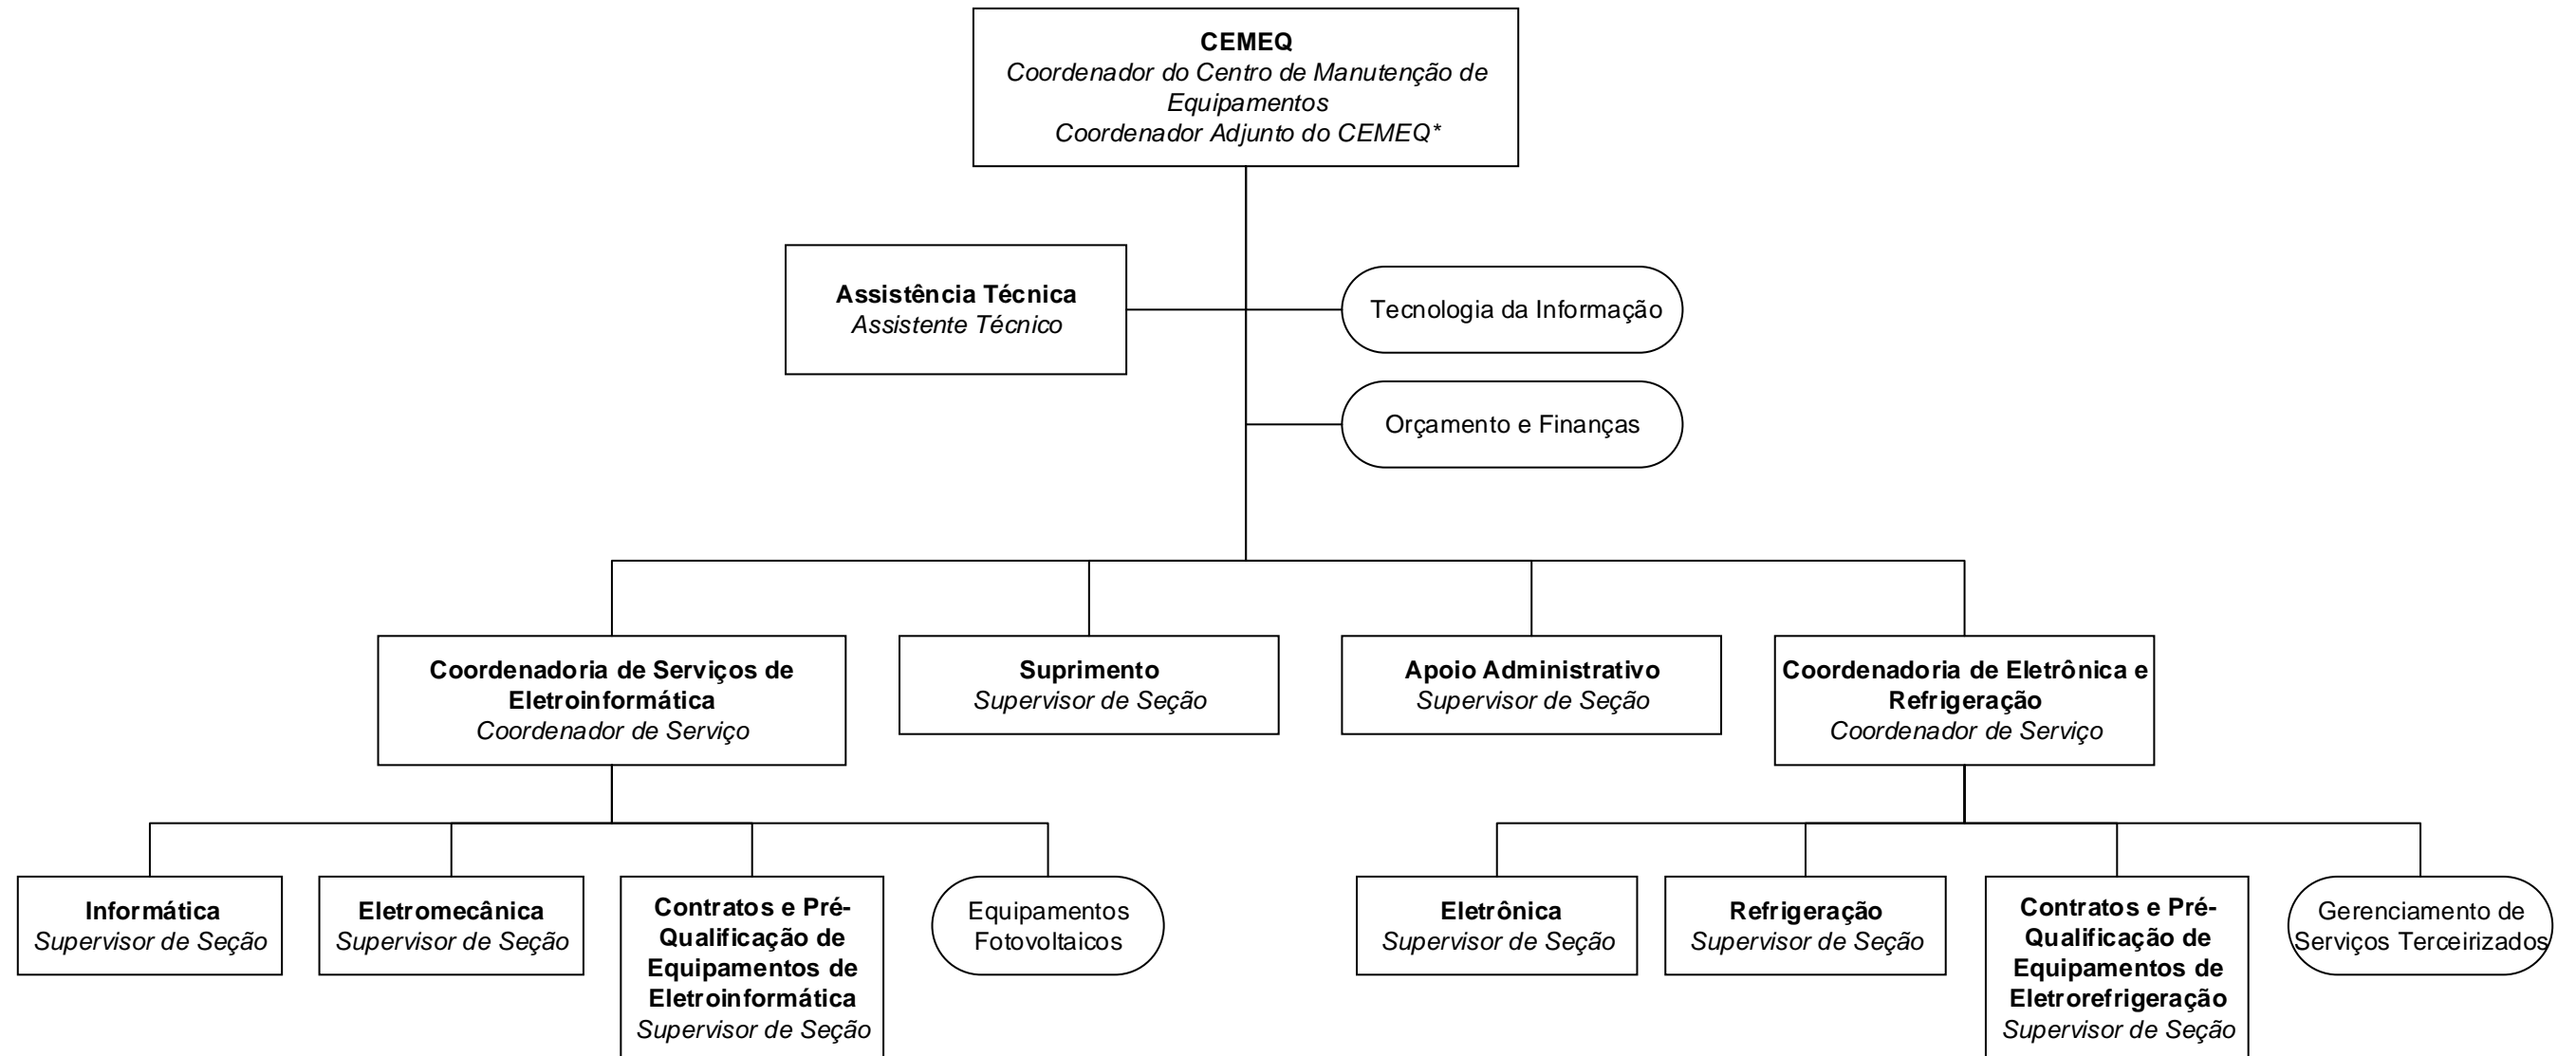 CEMEQ
Coordenador do Centro de Manutenção de
Equipamentos
Coordenador Adjunto do CEMEQ*
Assistência Técnica
Assistente Técnico
Tecnologia da Informação
Orçamento e Finanças
Coordenadoria de Serviços de
Eletroinformática
Coordenador de Serviço
Suprimento
Supervisor de Seção
Apoio Administrativo
Supervisor de Seção
Coordenadoria de Eletrônica e
Refrigeração
Coordenador de Serviço
Informática
Supervisor de Seção
Eletromecânica
Supervisor de Seção
Contratos e Pré-
Qualificação de
Equipamentos de
Eletroinformática
Supervisor de Seção
Equipamentos
Fotovoltaicos
Eletrônica
Supervisor de Seção
Refrigeração
Supervisor de Seção
Contratos e Pré-
Qualificação de
Equipamentos de
Eletrorefrigeração
Supervisor de Seção
Gerenciamento de
Serviços Terceirizados